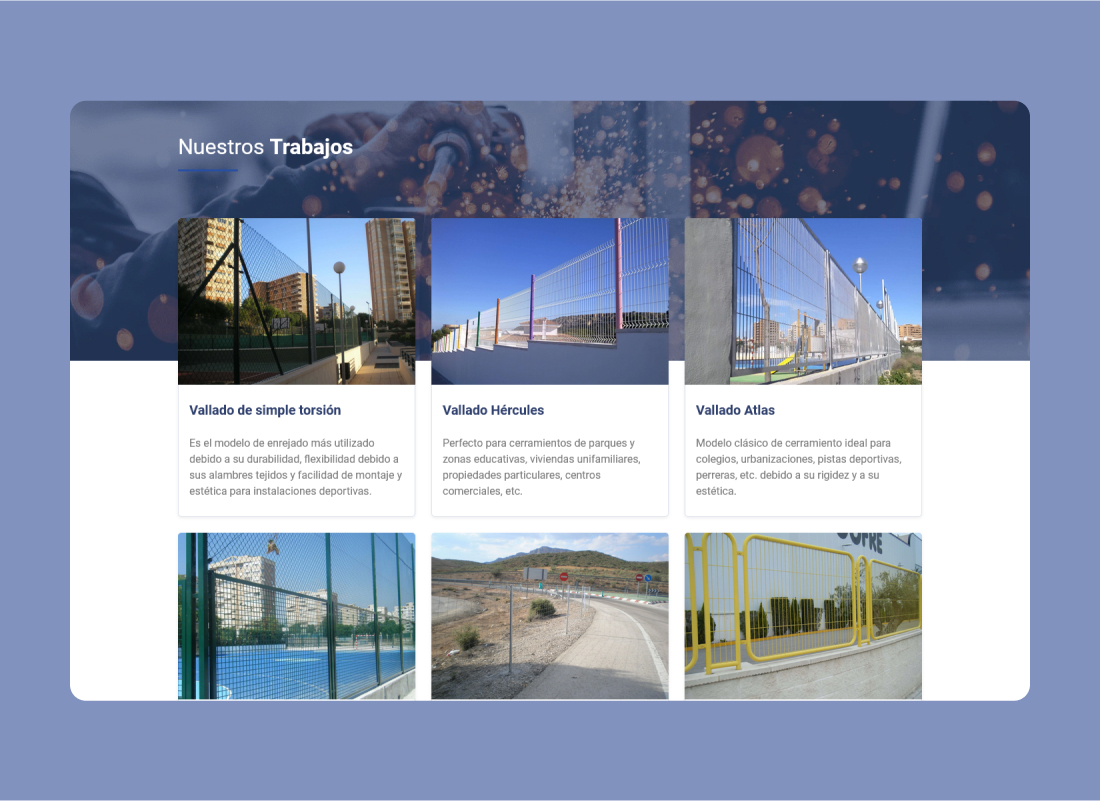 Nuestros Trabajos
Vallado de simple torsión
Es el modelo de enrejado más utilizado
debido a su durabilidad, flexibilidad debido a
sus alambres tejidos y facilidad de montaje y
estética para instalaciones deportivas.
Vallado Hércules
Perfecto para cerramientos de parques y
zonas educativas, viviendas unifamiliares,
propiedades particulares, centros
comerciales, etc.
Vallado Atlas
Modelo clásico de cerramiento ideal para
colegios, urbanizaciones, pistas deportivas,
perreras, etc. debido a su rigidez y a su
estética.